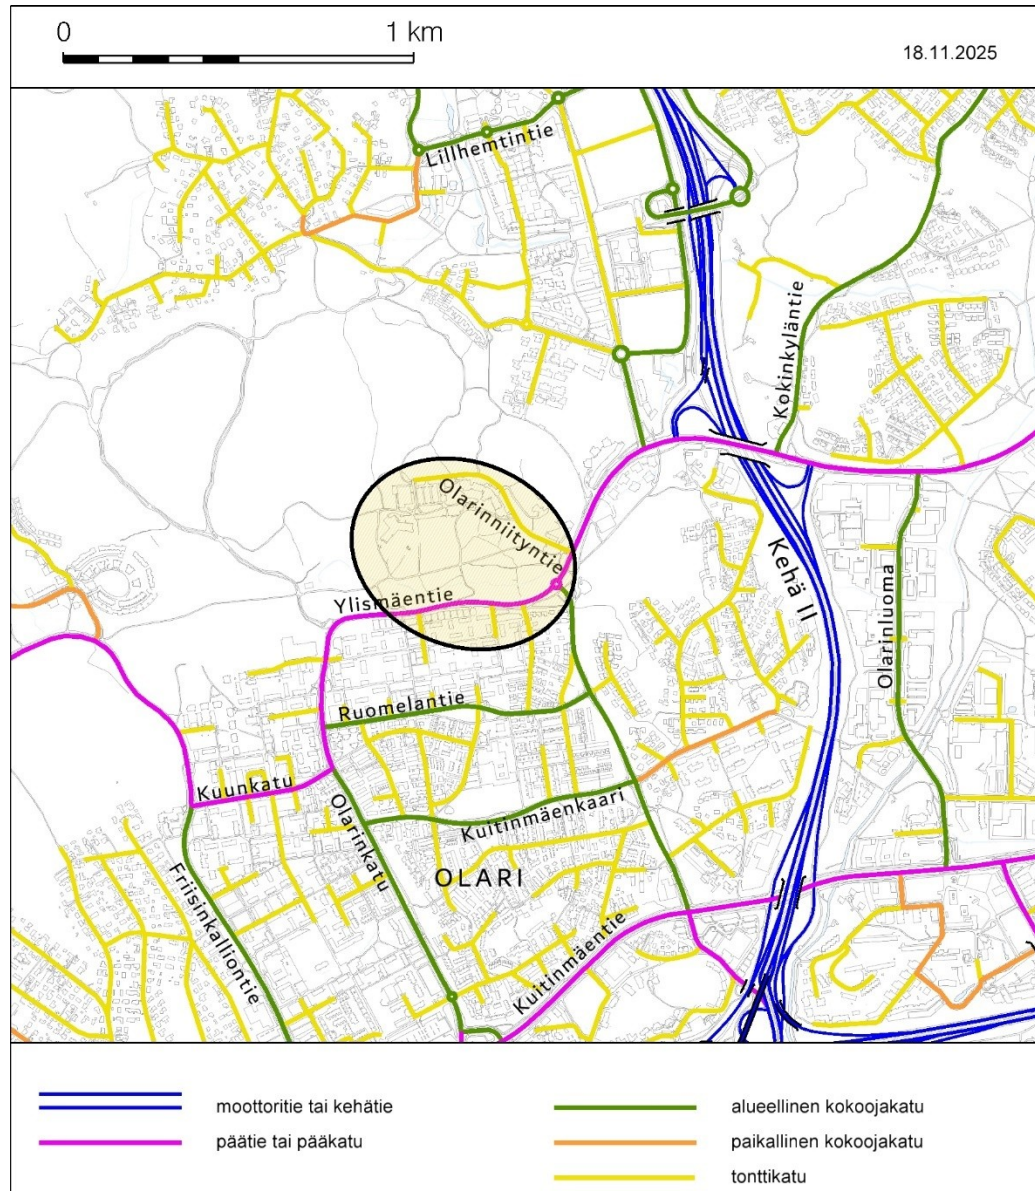 0 1 km
18.11.2025
Lillhemtintie
Kokinkyläntie
Olarinniityntie
Kehä II
Ylismäentie
Olarinluoma
Ruomelantie
Kuunkatu
Olarinkatu
Kuitinmäenkaari
OLARI
Friisinkalliontie
Kuitinmäentie
moottoritie tai kehätie
päätie tai pääkatu
alueellinen kokoojakatu
paikallinen kokoojakatu
tonttikatu